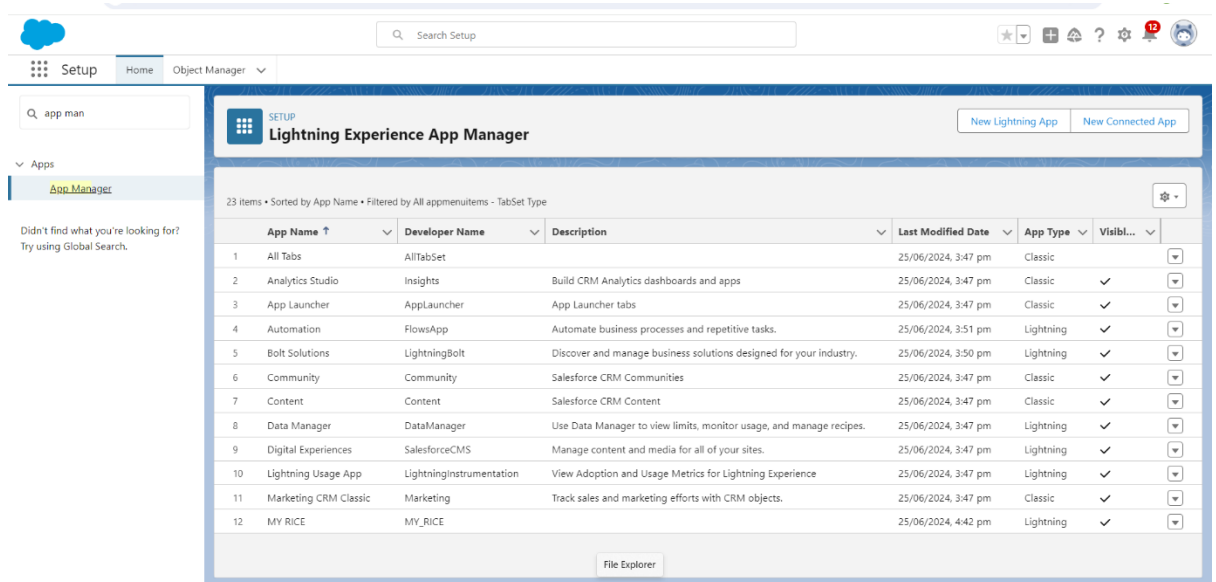 Search Setup
12
Setup
Home
Object Manager
app man
Apps
App Manager
Didn't find what you're looking for?
Try using Global Search.
SETUP
Lightning Experience App Manager
New Lightning App
New Connected App
23 items • Sorted by App Name • Filtered by All appmenuitems - TabSet Type
App Name ↑ Developer Name Description Last Modified Date App Type Visibl...
1 All Tabs AllTabSet 25/06/2024, 3:47 pm Classic
2 Analytics Studio Insights Build CRM Analytics dashboards and apps 25/06/2024, 3:47 pm Classic
3 App Launcher AppLauncher App Launcher tabs 25/06/2024, 3:47 pm Classic
4 Automation FlowsApp Automate business processes and repetitive tasks. 25/06/2024, 3:51 pm Lightning
5 Bolt Solutions LightningBolt Discover and manage business solutions designed for your industry. 25/06/2024, 3:50 pm Lightning
6 Community Community Salesforce CRM Communities 25/06/2024, 3:47 pm Classic
7 Content Content Salesforce CRM Content 25/06/2024, 3:47 pm Classic
8 Data Manager DataManager Use Data Manager to view limits, monitor usage, and manage recipes. 25/06/2024, 3:47 pm Lightning
9 Digital Experiences SalesforceCMS Manage content and media for all of your sites. 25/06/2024, 3:47 pm Lightning
10 Lightning Usage App LightningInstrumentation View Adoption and Usage Metrics for Lightning Experience 25/06/2024, 3:47 pm Lightning
11 Marketing CRM Classic Marketing Track sales and marketing efforts with CRM objects. 25/06/2024, 3:47 pm Classic
12 MY RICE MY_RICE 25/06/2024, 4:42 pm Lightning
File Explorer